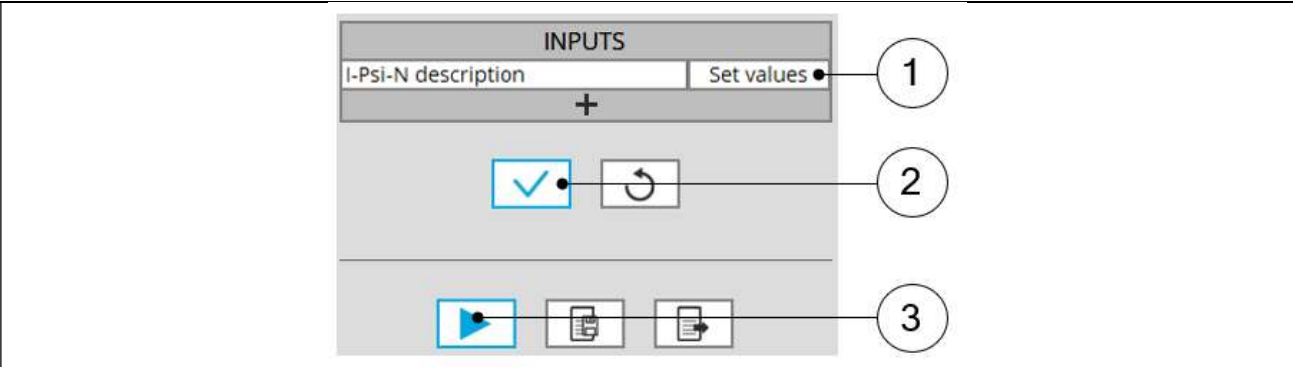 INPUTS
I-Psi-N description Set values
+
1
2
3